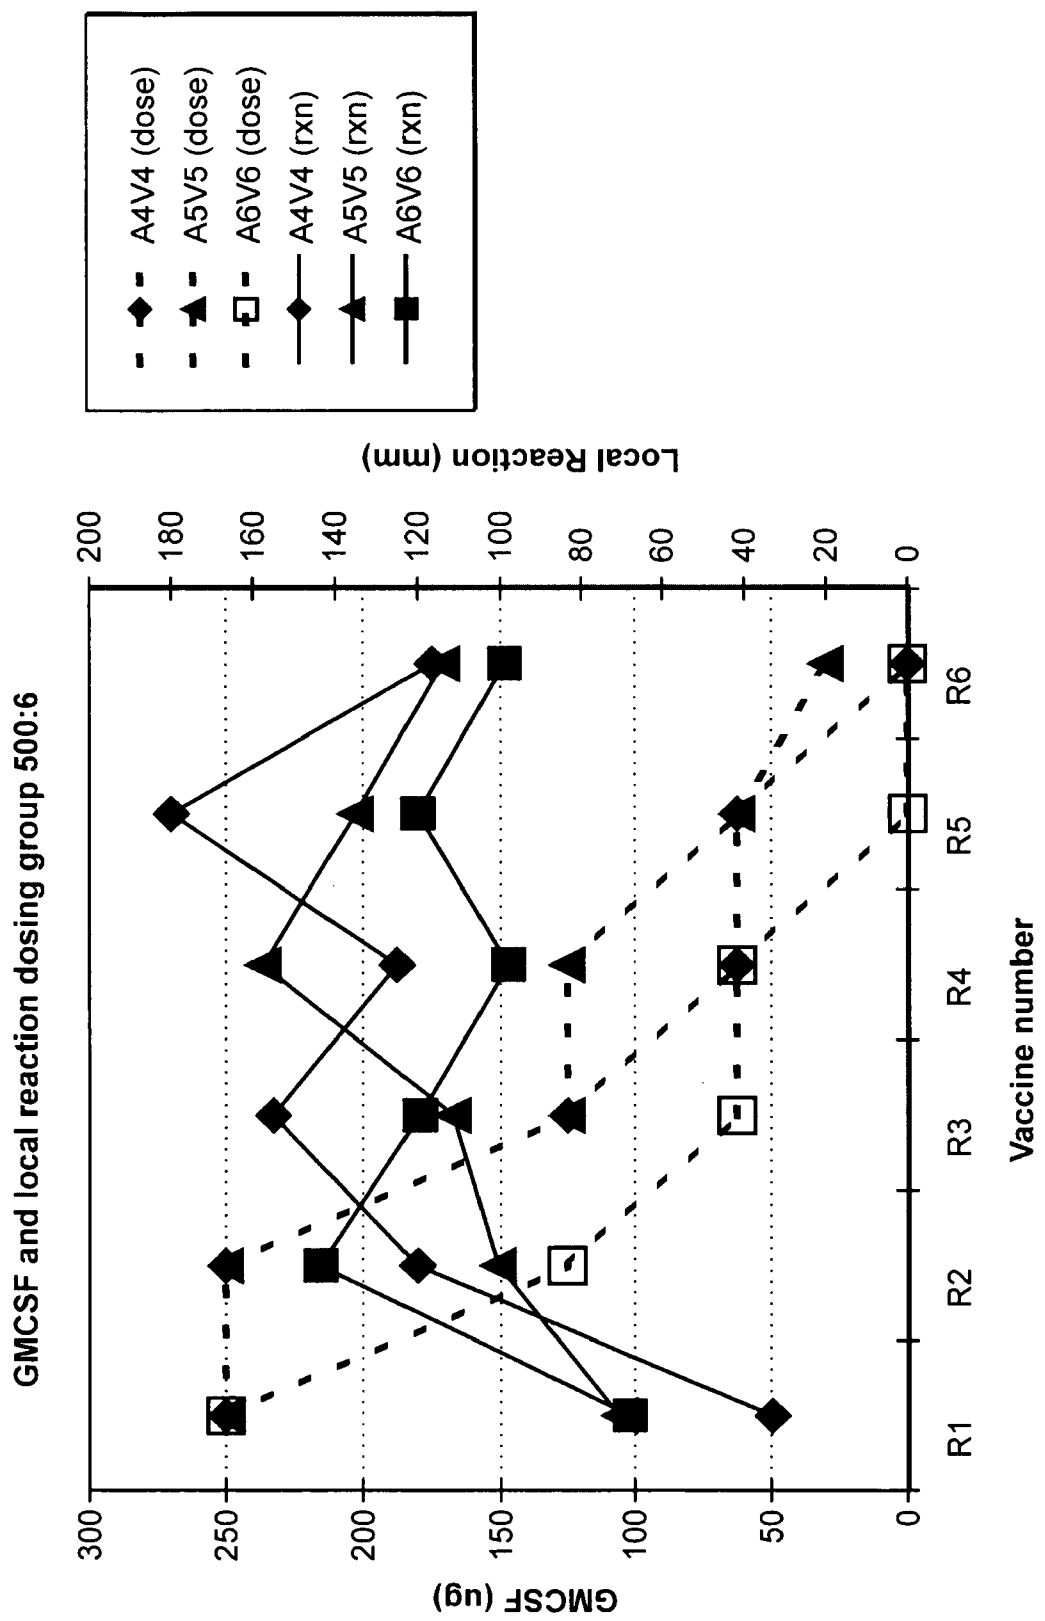 GMCSF and local reaction dosing group 500:6
GMCSF (ug)
300
250
200
150
100
50
0
R1
R2
R3
R4
R5
R6
Vaccine number
200
180
160
140
120
100
80
60
40
20
0
Local Reaction (mm)
A4V4 (dose)
A5V5 (dose)
A6V6 (dose)
A4V4 (rxn)
A5V5 (rxn)
A6V6 (rxn)